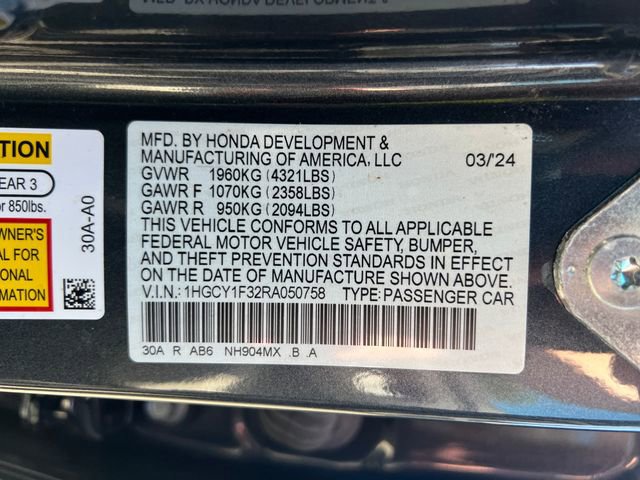 MFD. BY HONDA DEVELOPMENT &
MANUFACTURING OF AMERICA, LLC 03/'24
GVWR 1960KG (4321LBS)
GAWR F 1070KG (2358LBS)
GAWR R 950KG (2094LBS)
THIS VEHICLE CONFORMS TO ALL APPLICABLE
FEDERAL MOTOR VEHICLE SAFETY, BUMPER,
AND THEFT PREVENTION STANDARDS IN EFFECT
ON THE DATE OF MANUFACTURE SHOWN ABOVE.
V.I.N.: 1HGCY1F32RA050758 TYPE: PASSENGER CAR
30A R AB6 NH904MX .B .A
TION
EAR 3
r 850lbs.
WNER'S
AL FOR
ONAL
RMATION
30A-A0